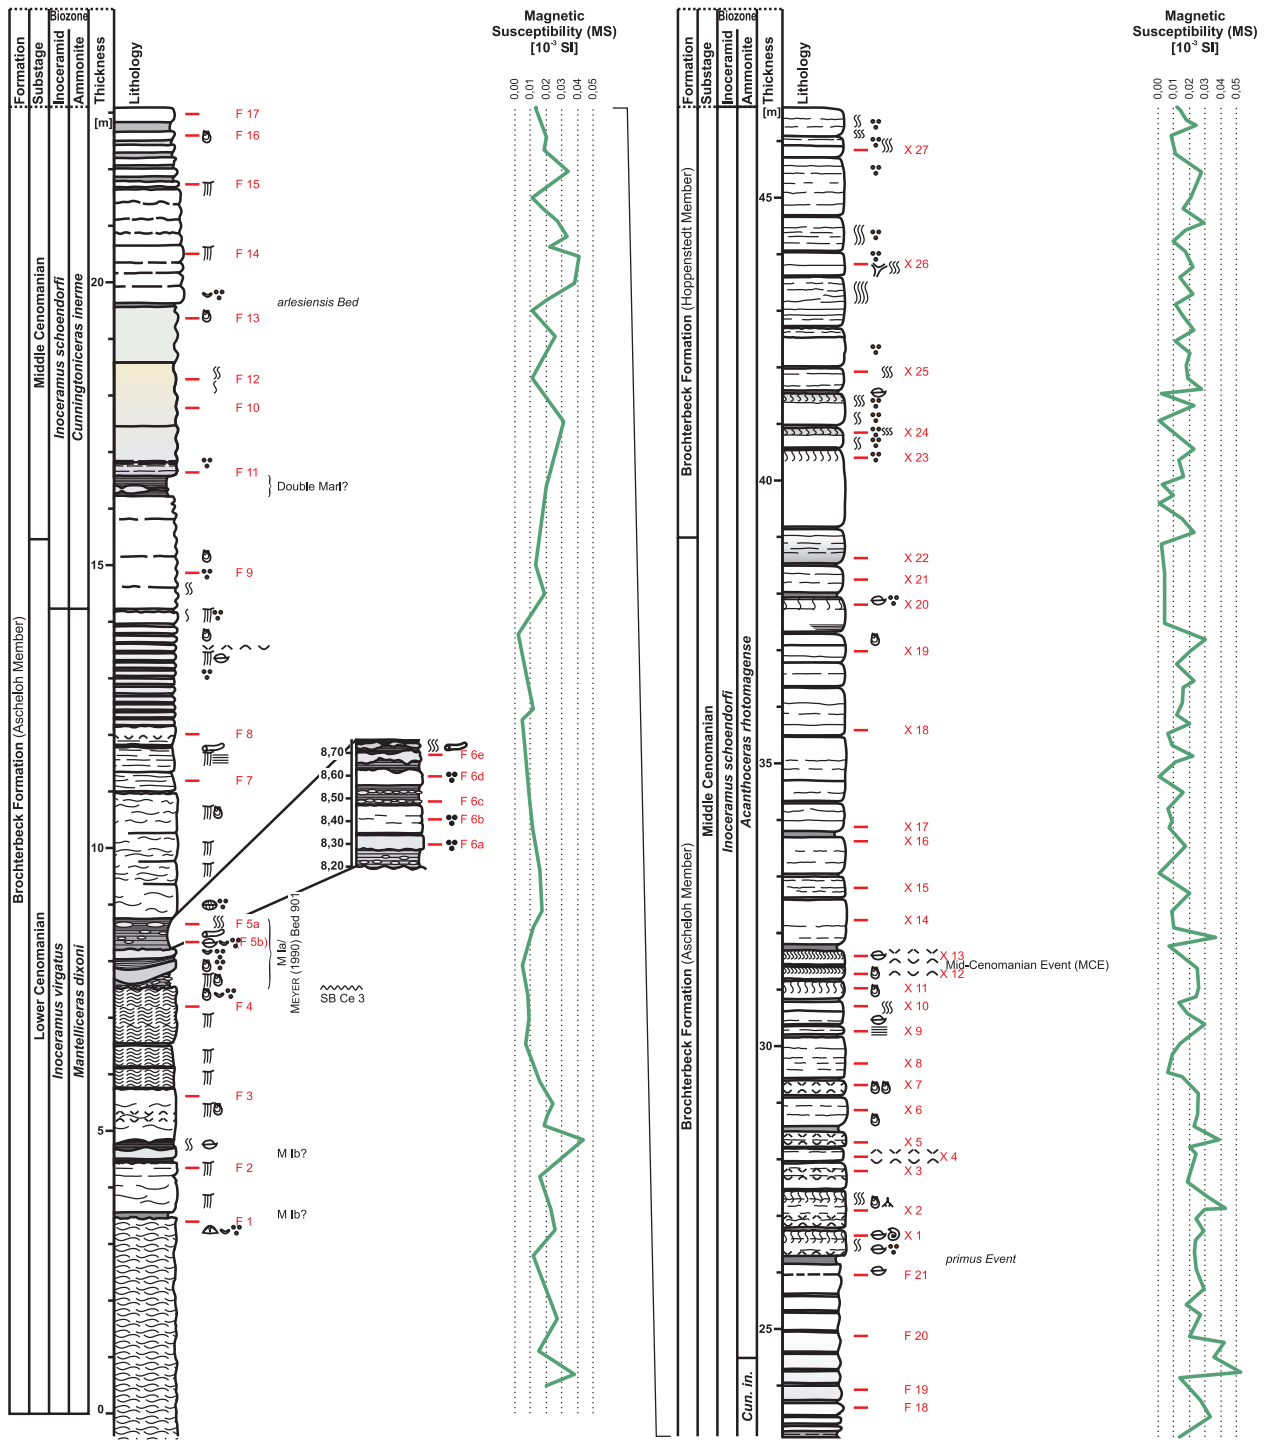 Formation
Substage
Biozone
Inoceramid
Ammonite
Thickness
Lithology
[m]
Magnetic
Susceptibility (MS)
[10-³ SI]
0,00
0,01
0,02
0,03
0,04
0,05
Brochterbeck Formation (Ascheloh Member)
Middle Cenomanian
Lower Cenomanian
Inoceramus schoendorfi
Cunningtoniceras inerme
Inoceramus virgatus
Mantelliceras dixoni
20
15
10
5
0
F 17
F 16
F 15
F 14
arlesiensis Bed
F 13
F 12
F 10
F 11
Double Marl?
F 9
F 8
F 7
F 5a
F 5b)
M Ia/
MEYER (1990) Bed 901
SB Ce 3
F 4
F 3
M Ib?
F 2
M Ib?
F 1
8,70
8,60
8,50
8,40
8,30
8,20
F 6e
F 6d
F 6c
F 6b
F 6a
Formation
Substage
Biozone
Inoceramid
Ammonite
Thickness
Lithology
[m]
Magnetic
Susceptibility (MS)
[10-³ SI]
0,00
0,01
0,02
0,03
0,04
0,05
Brochterbeck Formation (Hoppenstedt Member)
Brochterbeck Formation (Ascheloh Member)
Middle Cenomanian
Inoceramus schoendorfi
Acanthoceras rhotomagense
Cun. in.
45
40
35
30
25
X 27
X 26
X 25
X 24
X 23
X 22
X 21
X 20
X 19
X 18
X 17
X 16
X 15
X 14
X 13
Mid-Cenomanian Event (MCE)
X 12
X 11
X 10
X 9
X 8
X 7
X 6
X 5
X 4
X 3
X 2
X 1
primus Event
F 21
F 20
F 19
F 18